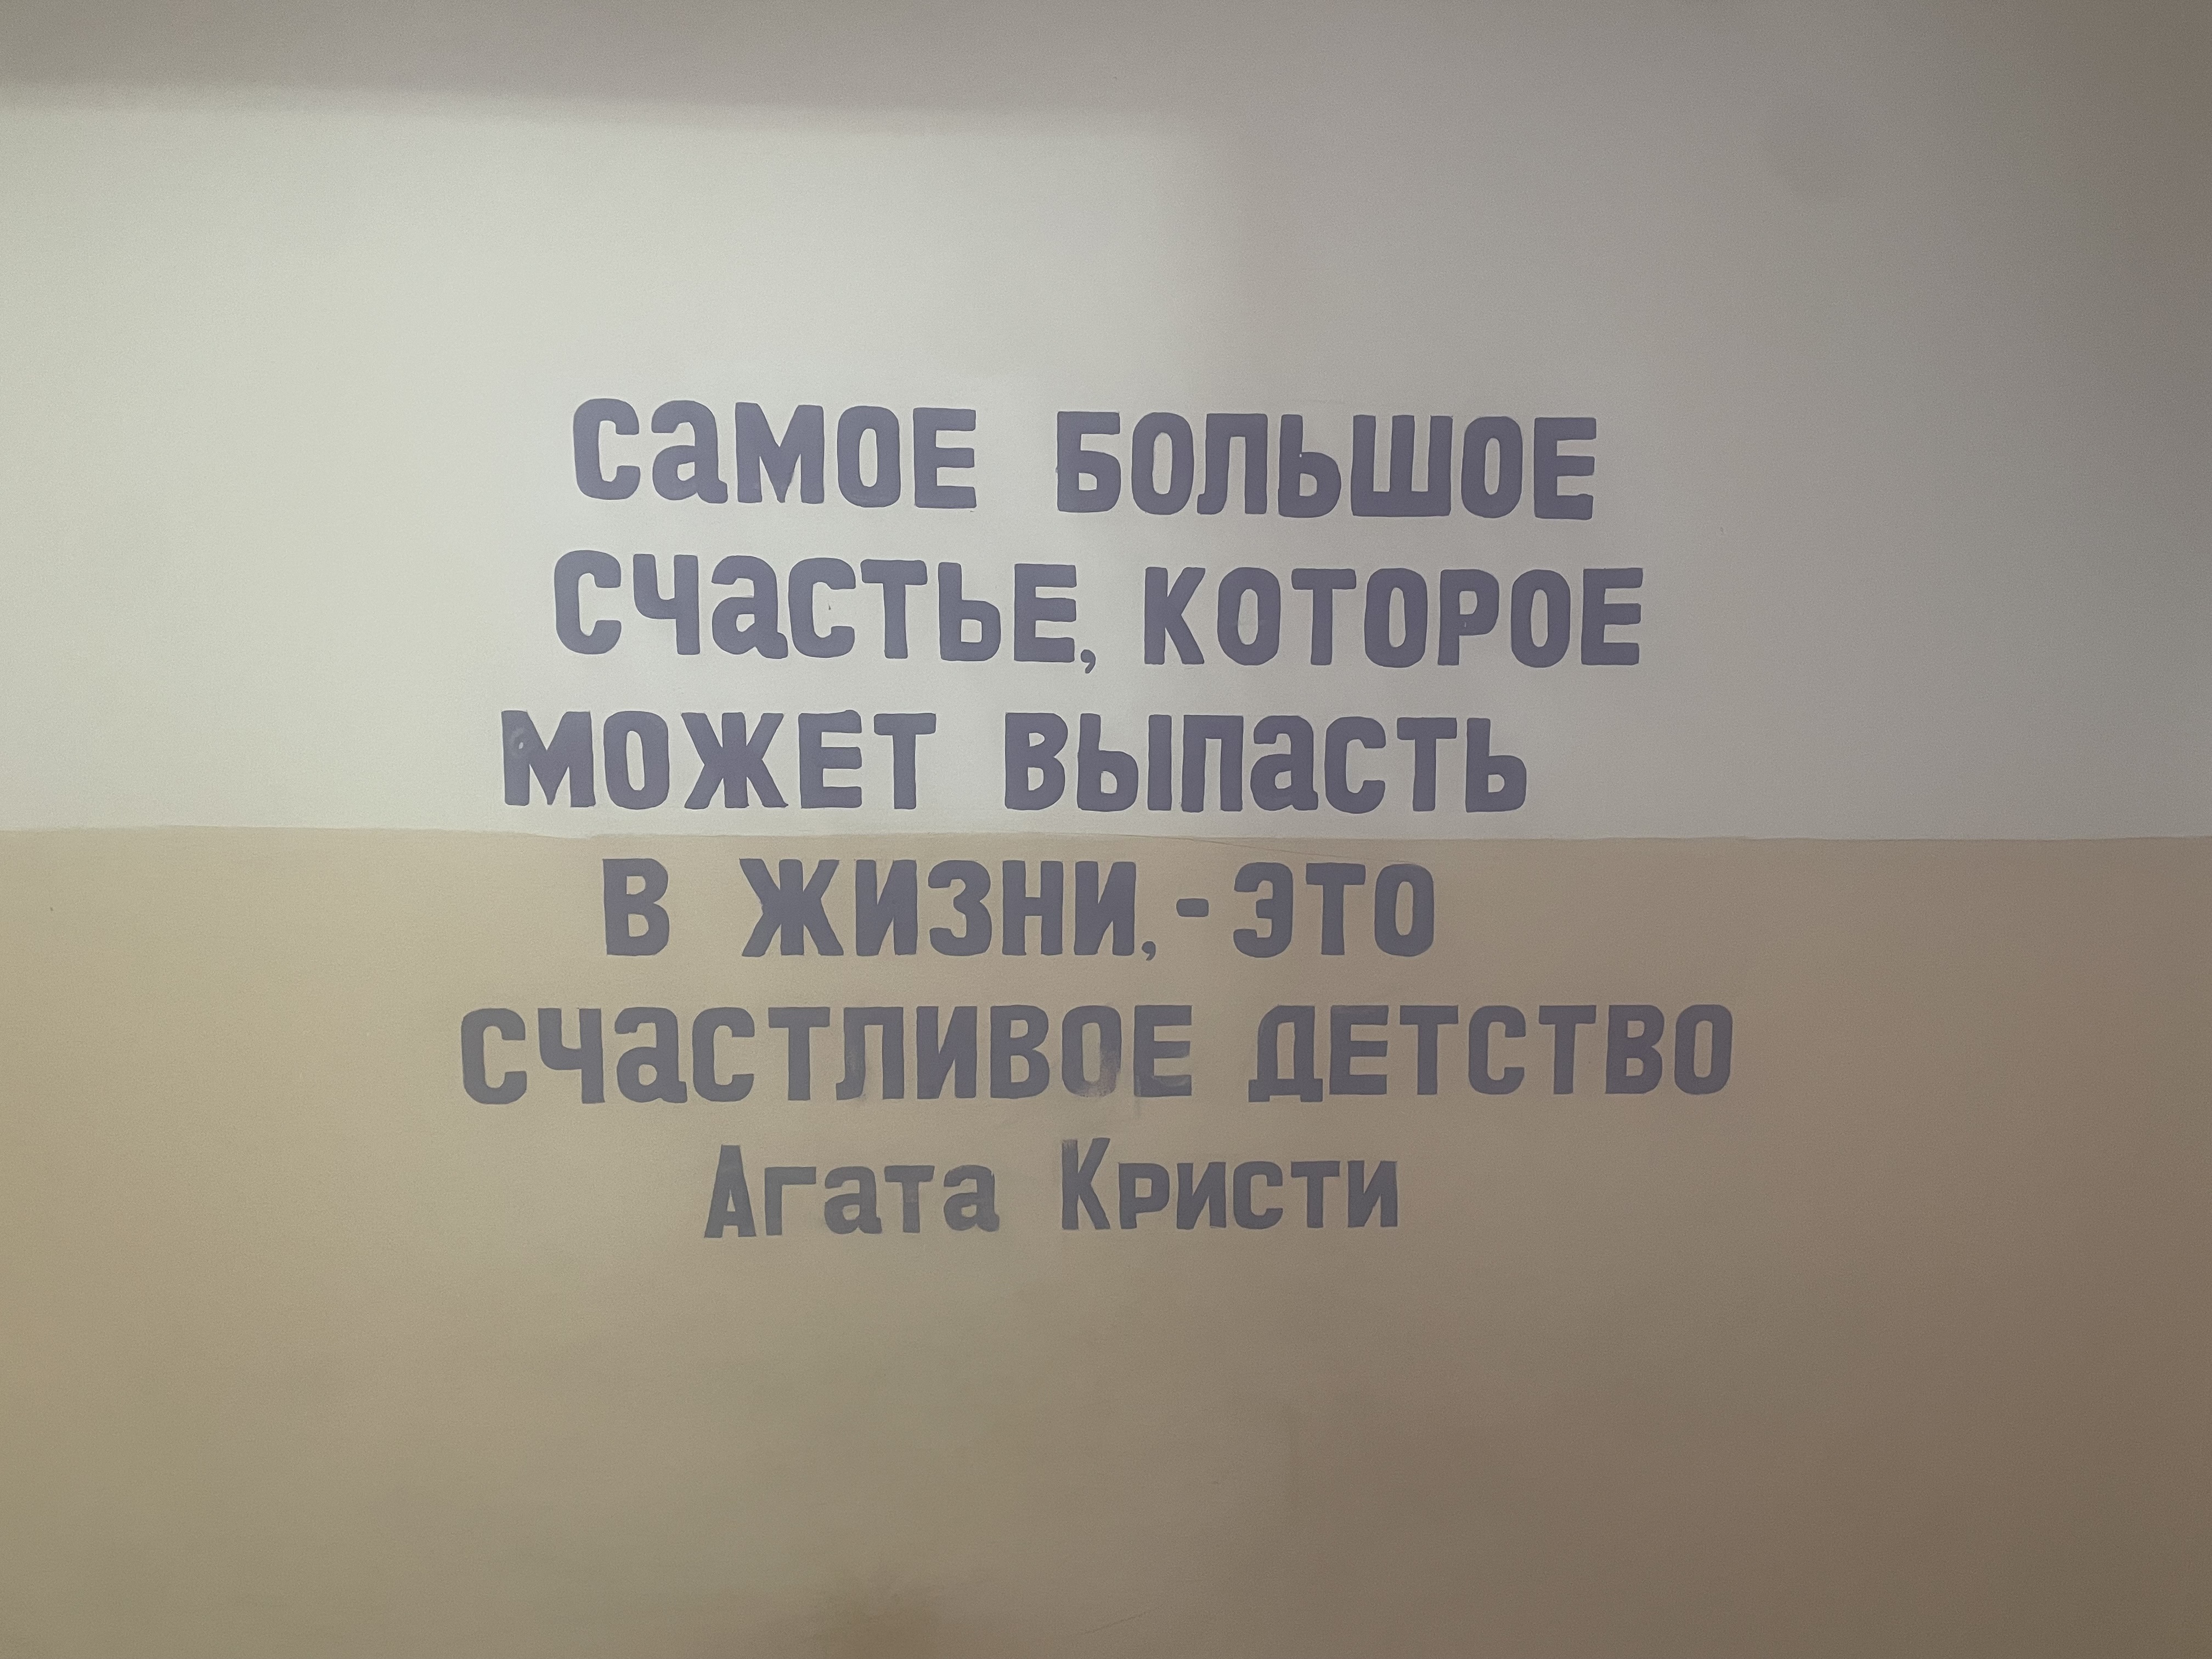 САМОЕ БОЛЬШОЕ
СЧАСТЬЕ, КОТОРОЕ
МОЖЕТ ВЫПАСТЬ
В ЖИЗНИ,-ЭТО
СЧАСТЛИВОЕ ДЕТСТВО
Агата Кристи